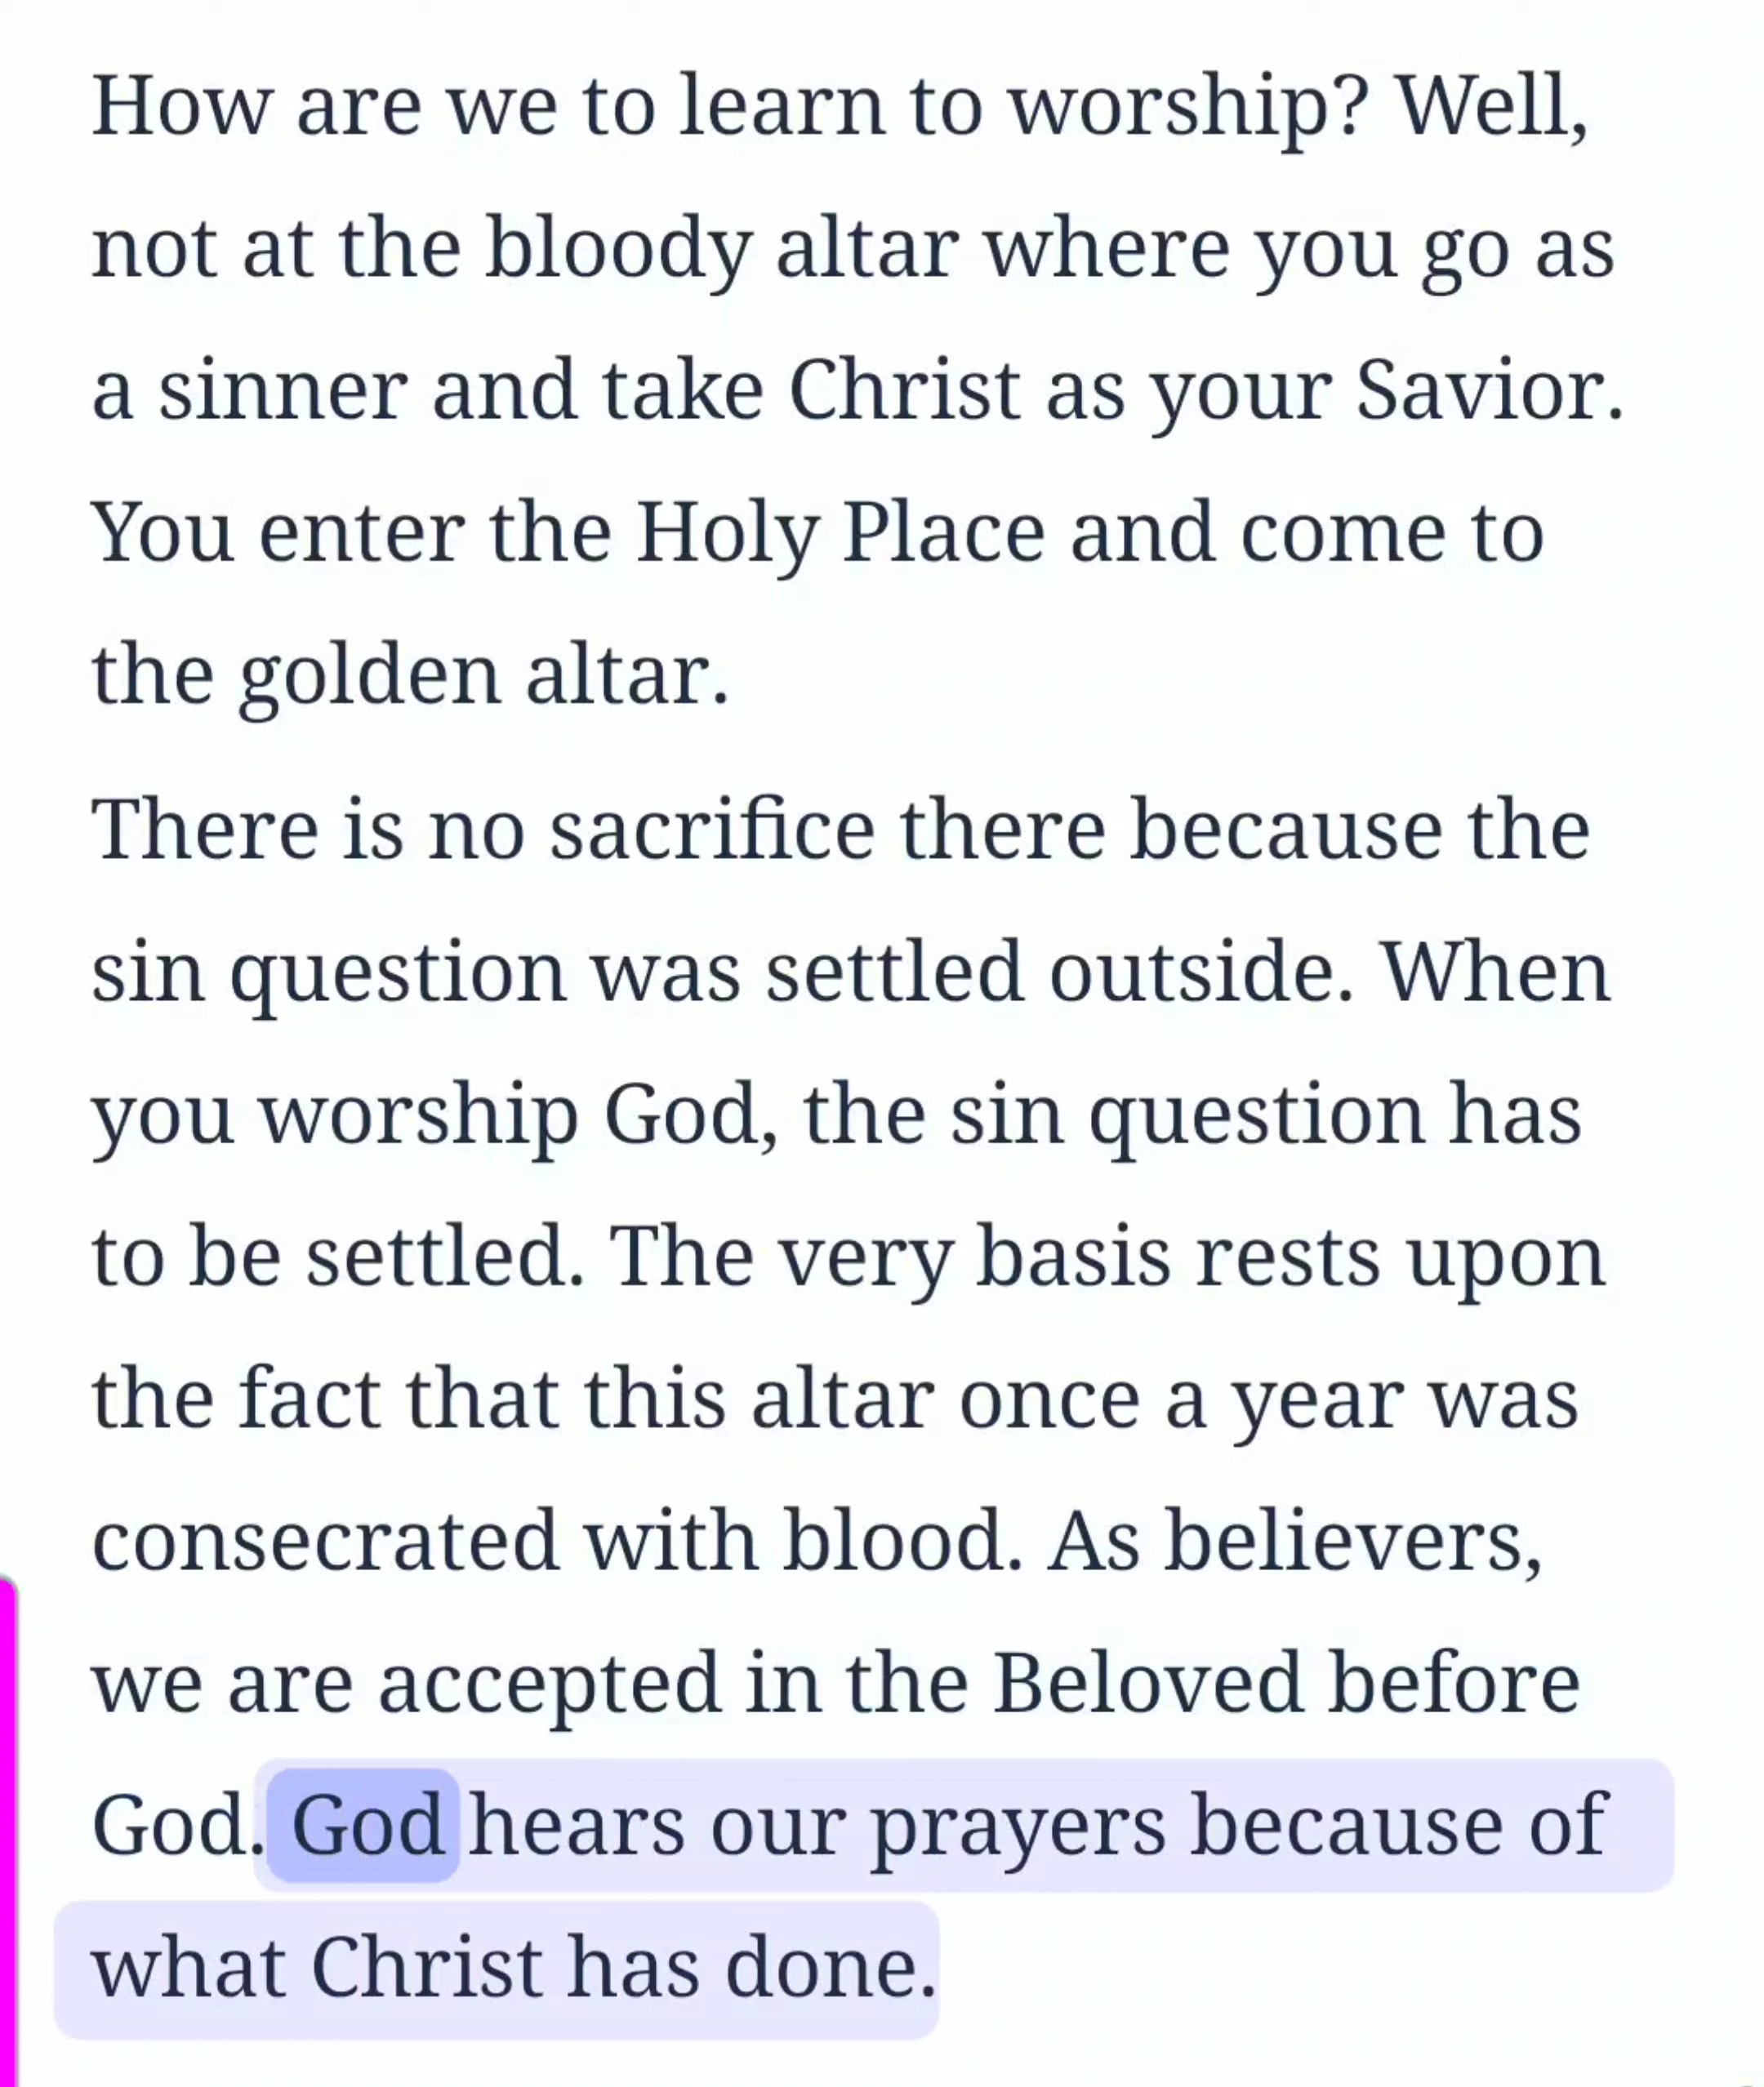 How are we to learn to worship? Well,
not at the bloody altar where you go as
a sinner and take Christ as your Savior.
You enter the Holy Place and come to
the golden altar.
There is no sacrifice there because the
sin question was settled outside. When
you worship God, the sin question has
to be settled. The very basis rests upon
the fact that this altar once a year was
consecrated with blood. As believers,
we are accepted in the Beloved before
God. God hears our prayers because of
what Christ has done.